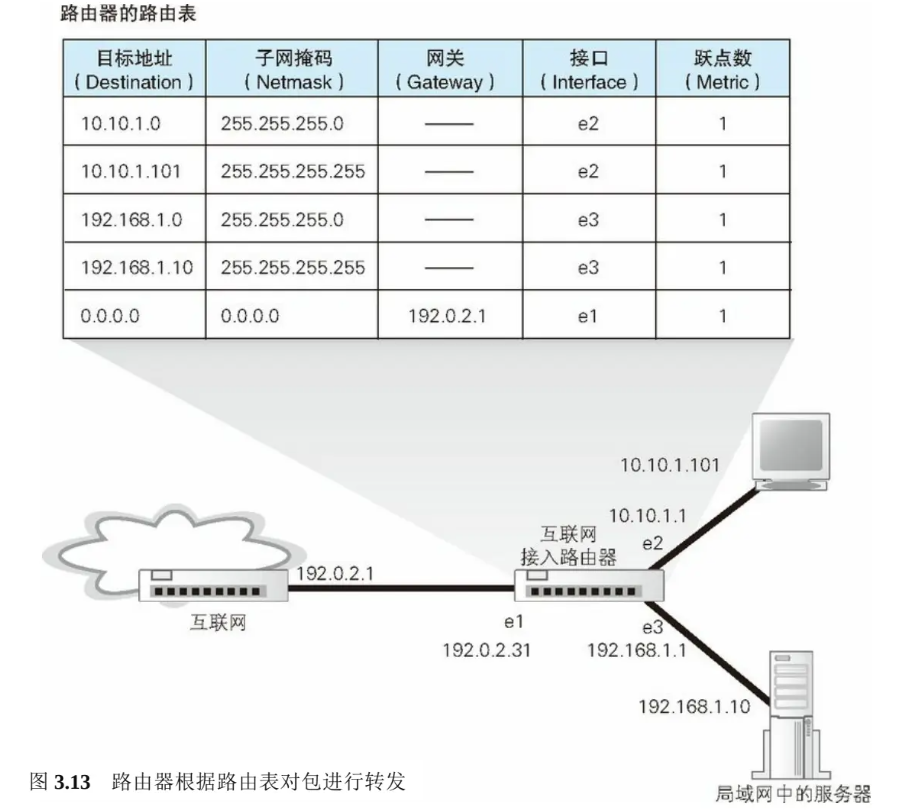 路由器的路由表
目标地址 子网掩码 网关 接口 跃点数
（Destination） （Netmask） （Gateway） （Interface） （Metric）
10.10.1.0 255.255.255.0 —— e2 1
10.10.1.101 255.255.255.255 —— e2 1
192.168.1.0 255.255.255.0 —— e3 1
192.168.1.10 255.255.255.255 —— e3 1
0.0.0.0 0.0.0.0 192.0.2.1 e1 1
10.10.1.101
10.10.1.1
互联网
接入路由器
e2
192.0.2.1
互联网
e1
192.0.2.31
e3
192.168.1.1
192.168.1.10
局域网中的服务器
图 3.13 路由器根据路由表对包进行转发